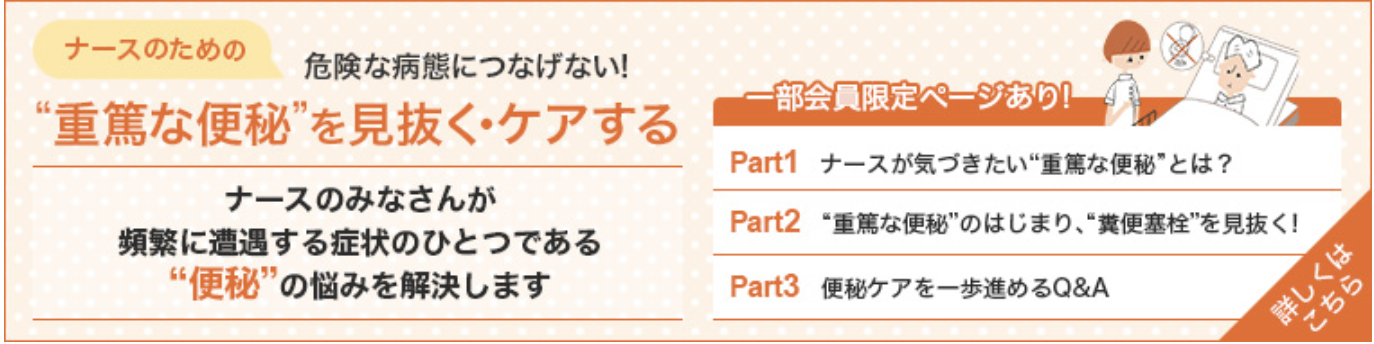 ナースのための
危険な病態につなげない!
“重篤な便秘”を見抜く・ケアする
ナースのみなさんが
頻繁に遭遇する症状のひとつである
“便秘”の悩みを解決します
一部会員限定ページあり!
Part1 ナースが気づきたい“重篤な便秘”とは？
Part2 “重篤な便秘”のはじまり、“糞便塞栓”を見抜く!
Part3 便秘ケアを一歩進めるQ&A
詳しくは
こちら